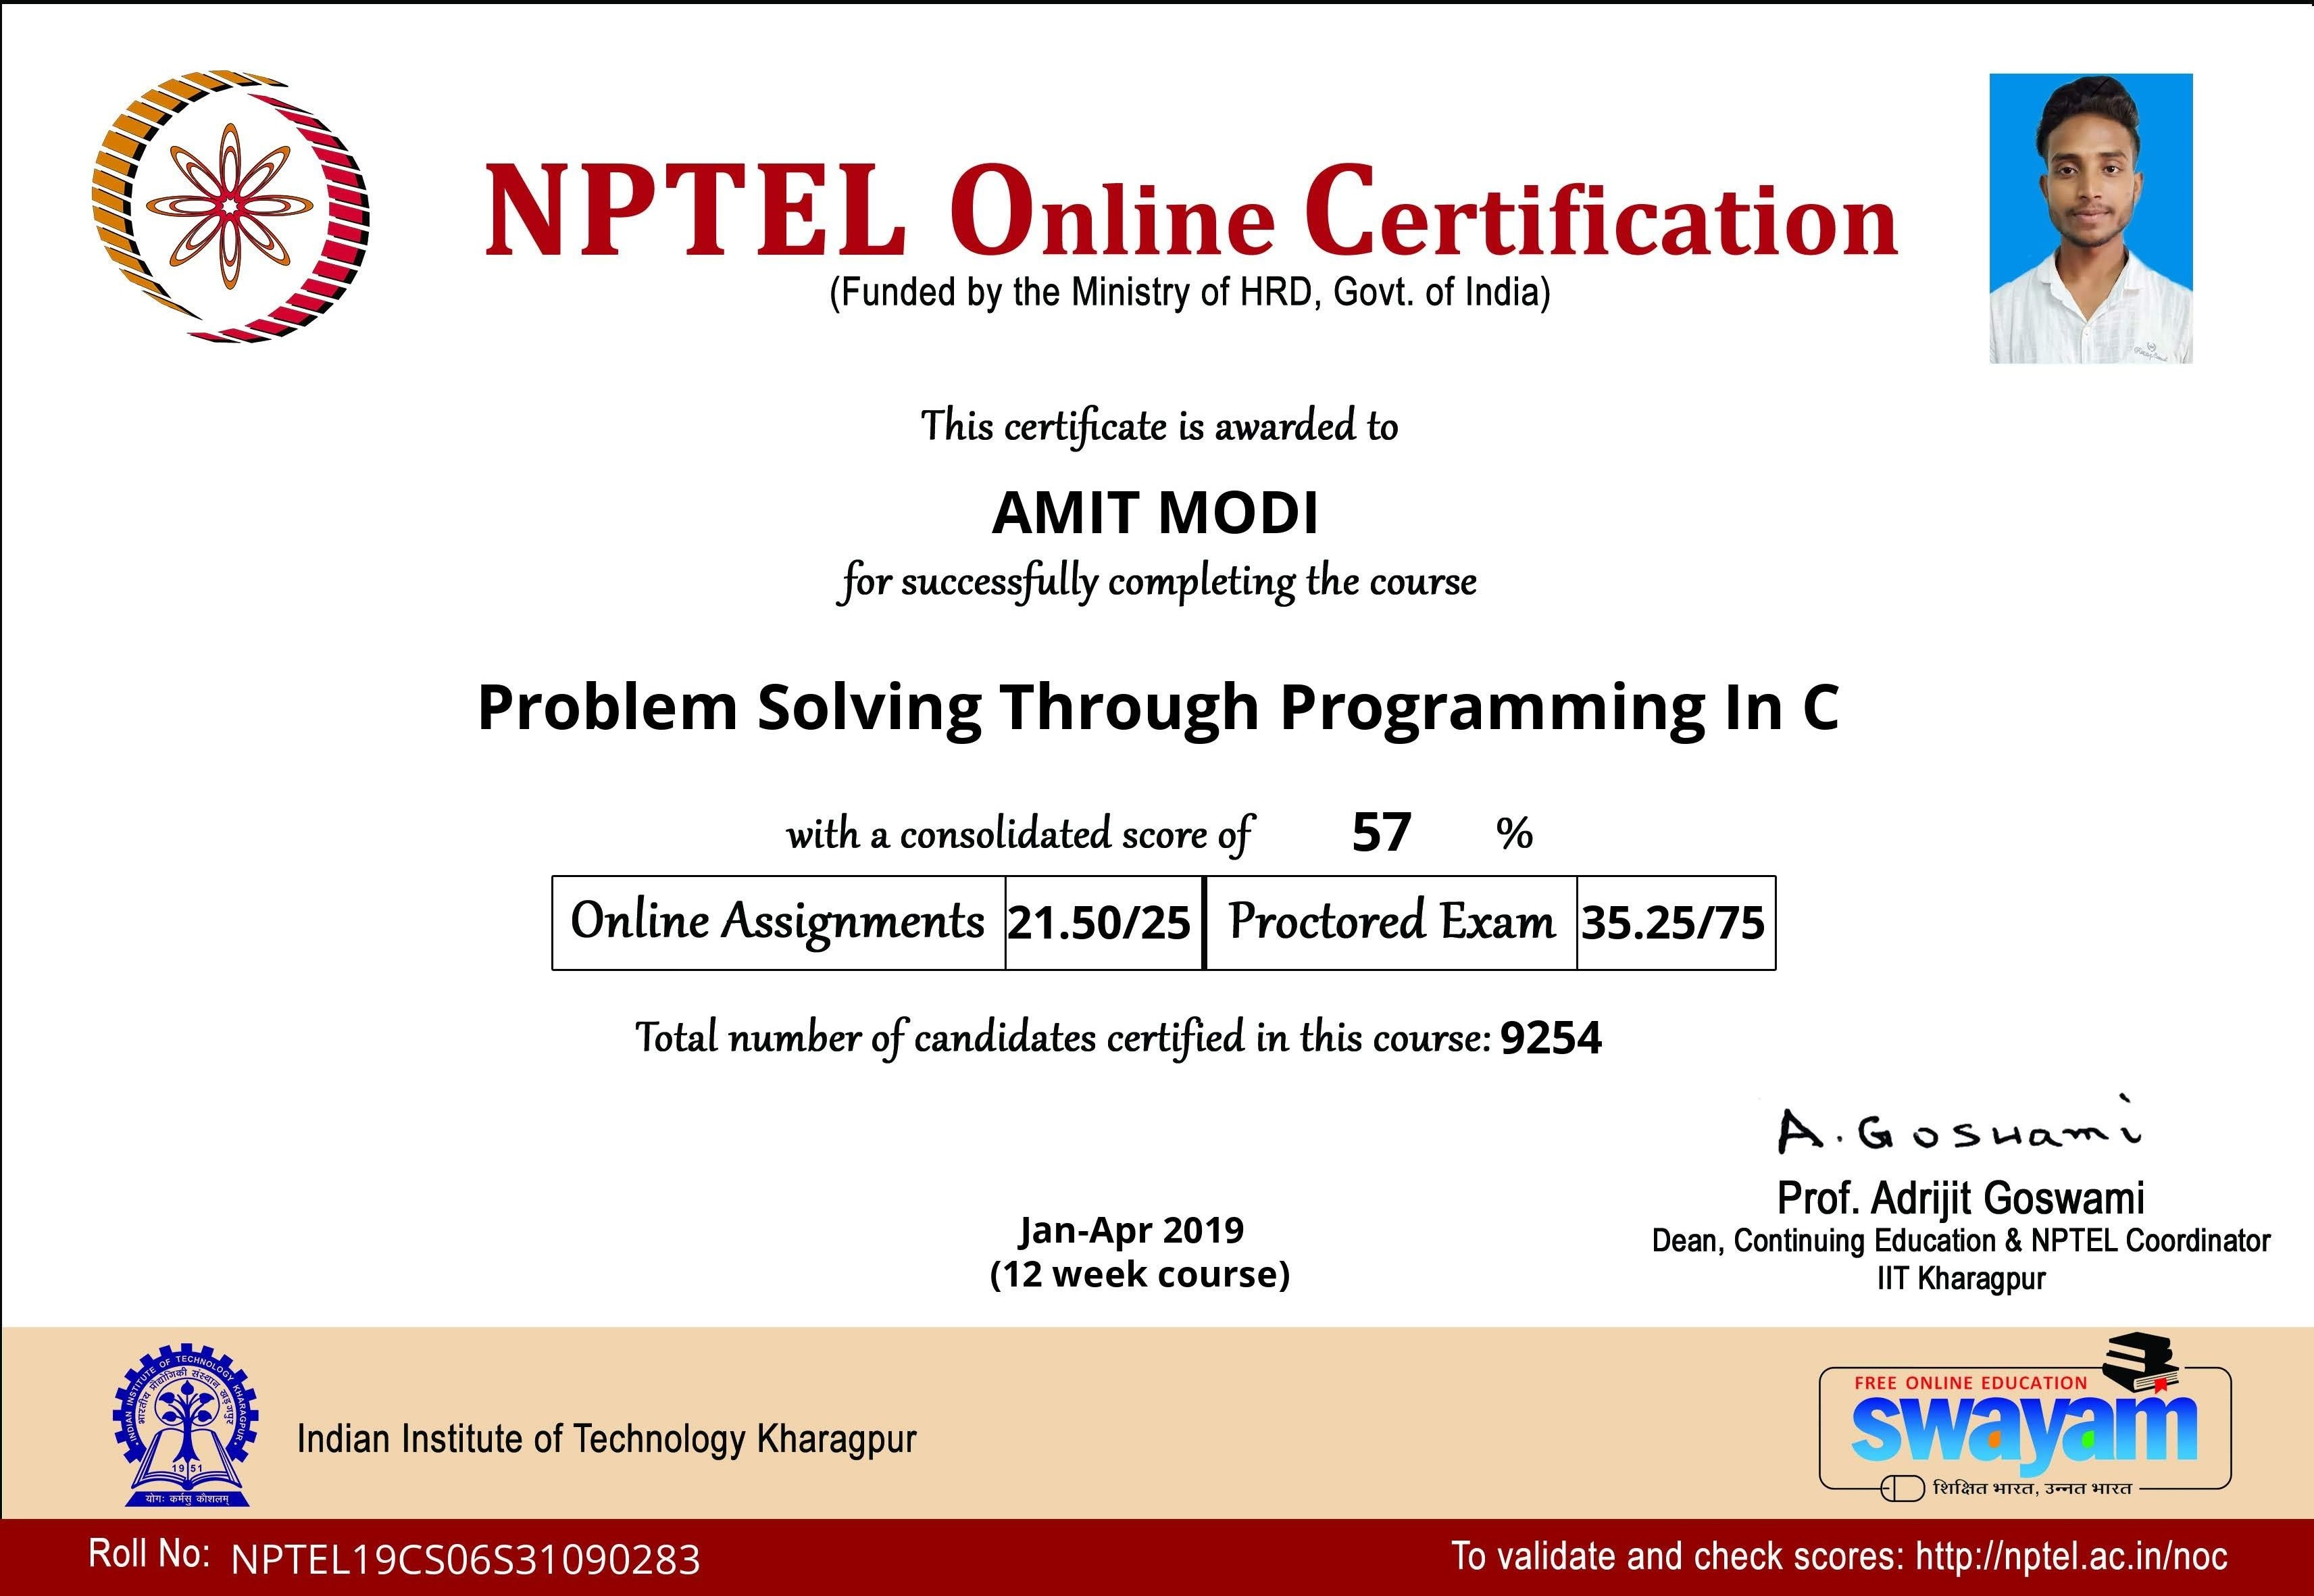 NPTEL Online Certification
(Funded by the Ministry of HRD, Govt. of India)
This certificate is awarded to
AMIT MODI
for successfully completing the course
Problem Solving Through Programming In C
with a consolidated score of 57 %
Online Assignments 21.50/25 Proctored Exam 35.25/75
Total number of candidates certified in this course: 9254
A. Goswami
Prof. Adrijit Goswami
Dean, Continuing Education & NPTEL Coordinator
IIT Kharagpur
Jan-Apr 2019
(12 week course)
INDIAN INSTITUTE OF TECHNOLOGY KHARAGPUR
भारतीय प्रौद्योगिकी संस्थान खड़गपुर
1951
योगः कर्मसु कौशलम्
Indian Institute of Technology Kharagpur
FREE ONLINE EDUCATION
swayam
शिक्षित भारत, उन्नत भारत
Roll No: NPTEL19CS06S31090283
To validate and check scores: http://nptel.ac.in/noc